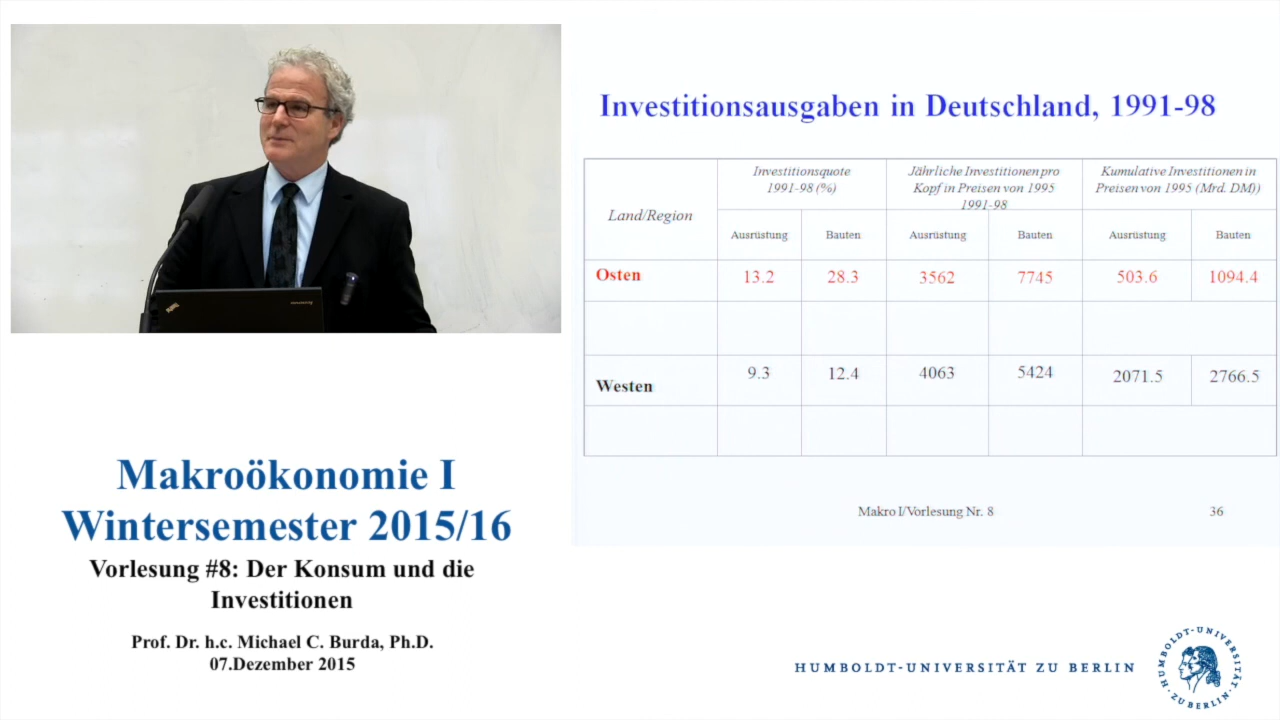 Investitionsausgaben in Deutschland, 1991-98
Land/Region
Investitionsquote
1991-98 (%)
Jährliche Investitionen pro
Kopf in Preisen von 1995
1991-98
Kumulative Investitionen in
Preisen von 1995 (Mrd. DM))
Ausrüstung Bauten Ausrüstung Bauten Ausrüstung Bauten
Osten 13.2 28.3 3562 7745 503.6 1094.4
Westen 9.3 12.4 4063 5424 2071.5 2766.5
Makro I/Vorlesung Nr. 8 36
Makroökonomie I
Wintersemester 2015/16
Vorlesung #8: Der Konsum und die
Investitionen
Prof. Dr. h.c. Michael C. Burda, Ph.D.
07.Dezember 2015
HUMBOLDT-UNIVERSITÄT ZU BERLIN
HUMBOLDT-UNIVERSITÄT · ZU BERLIN ·